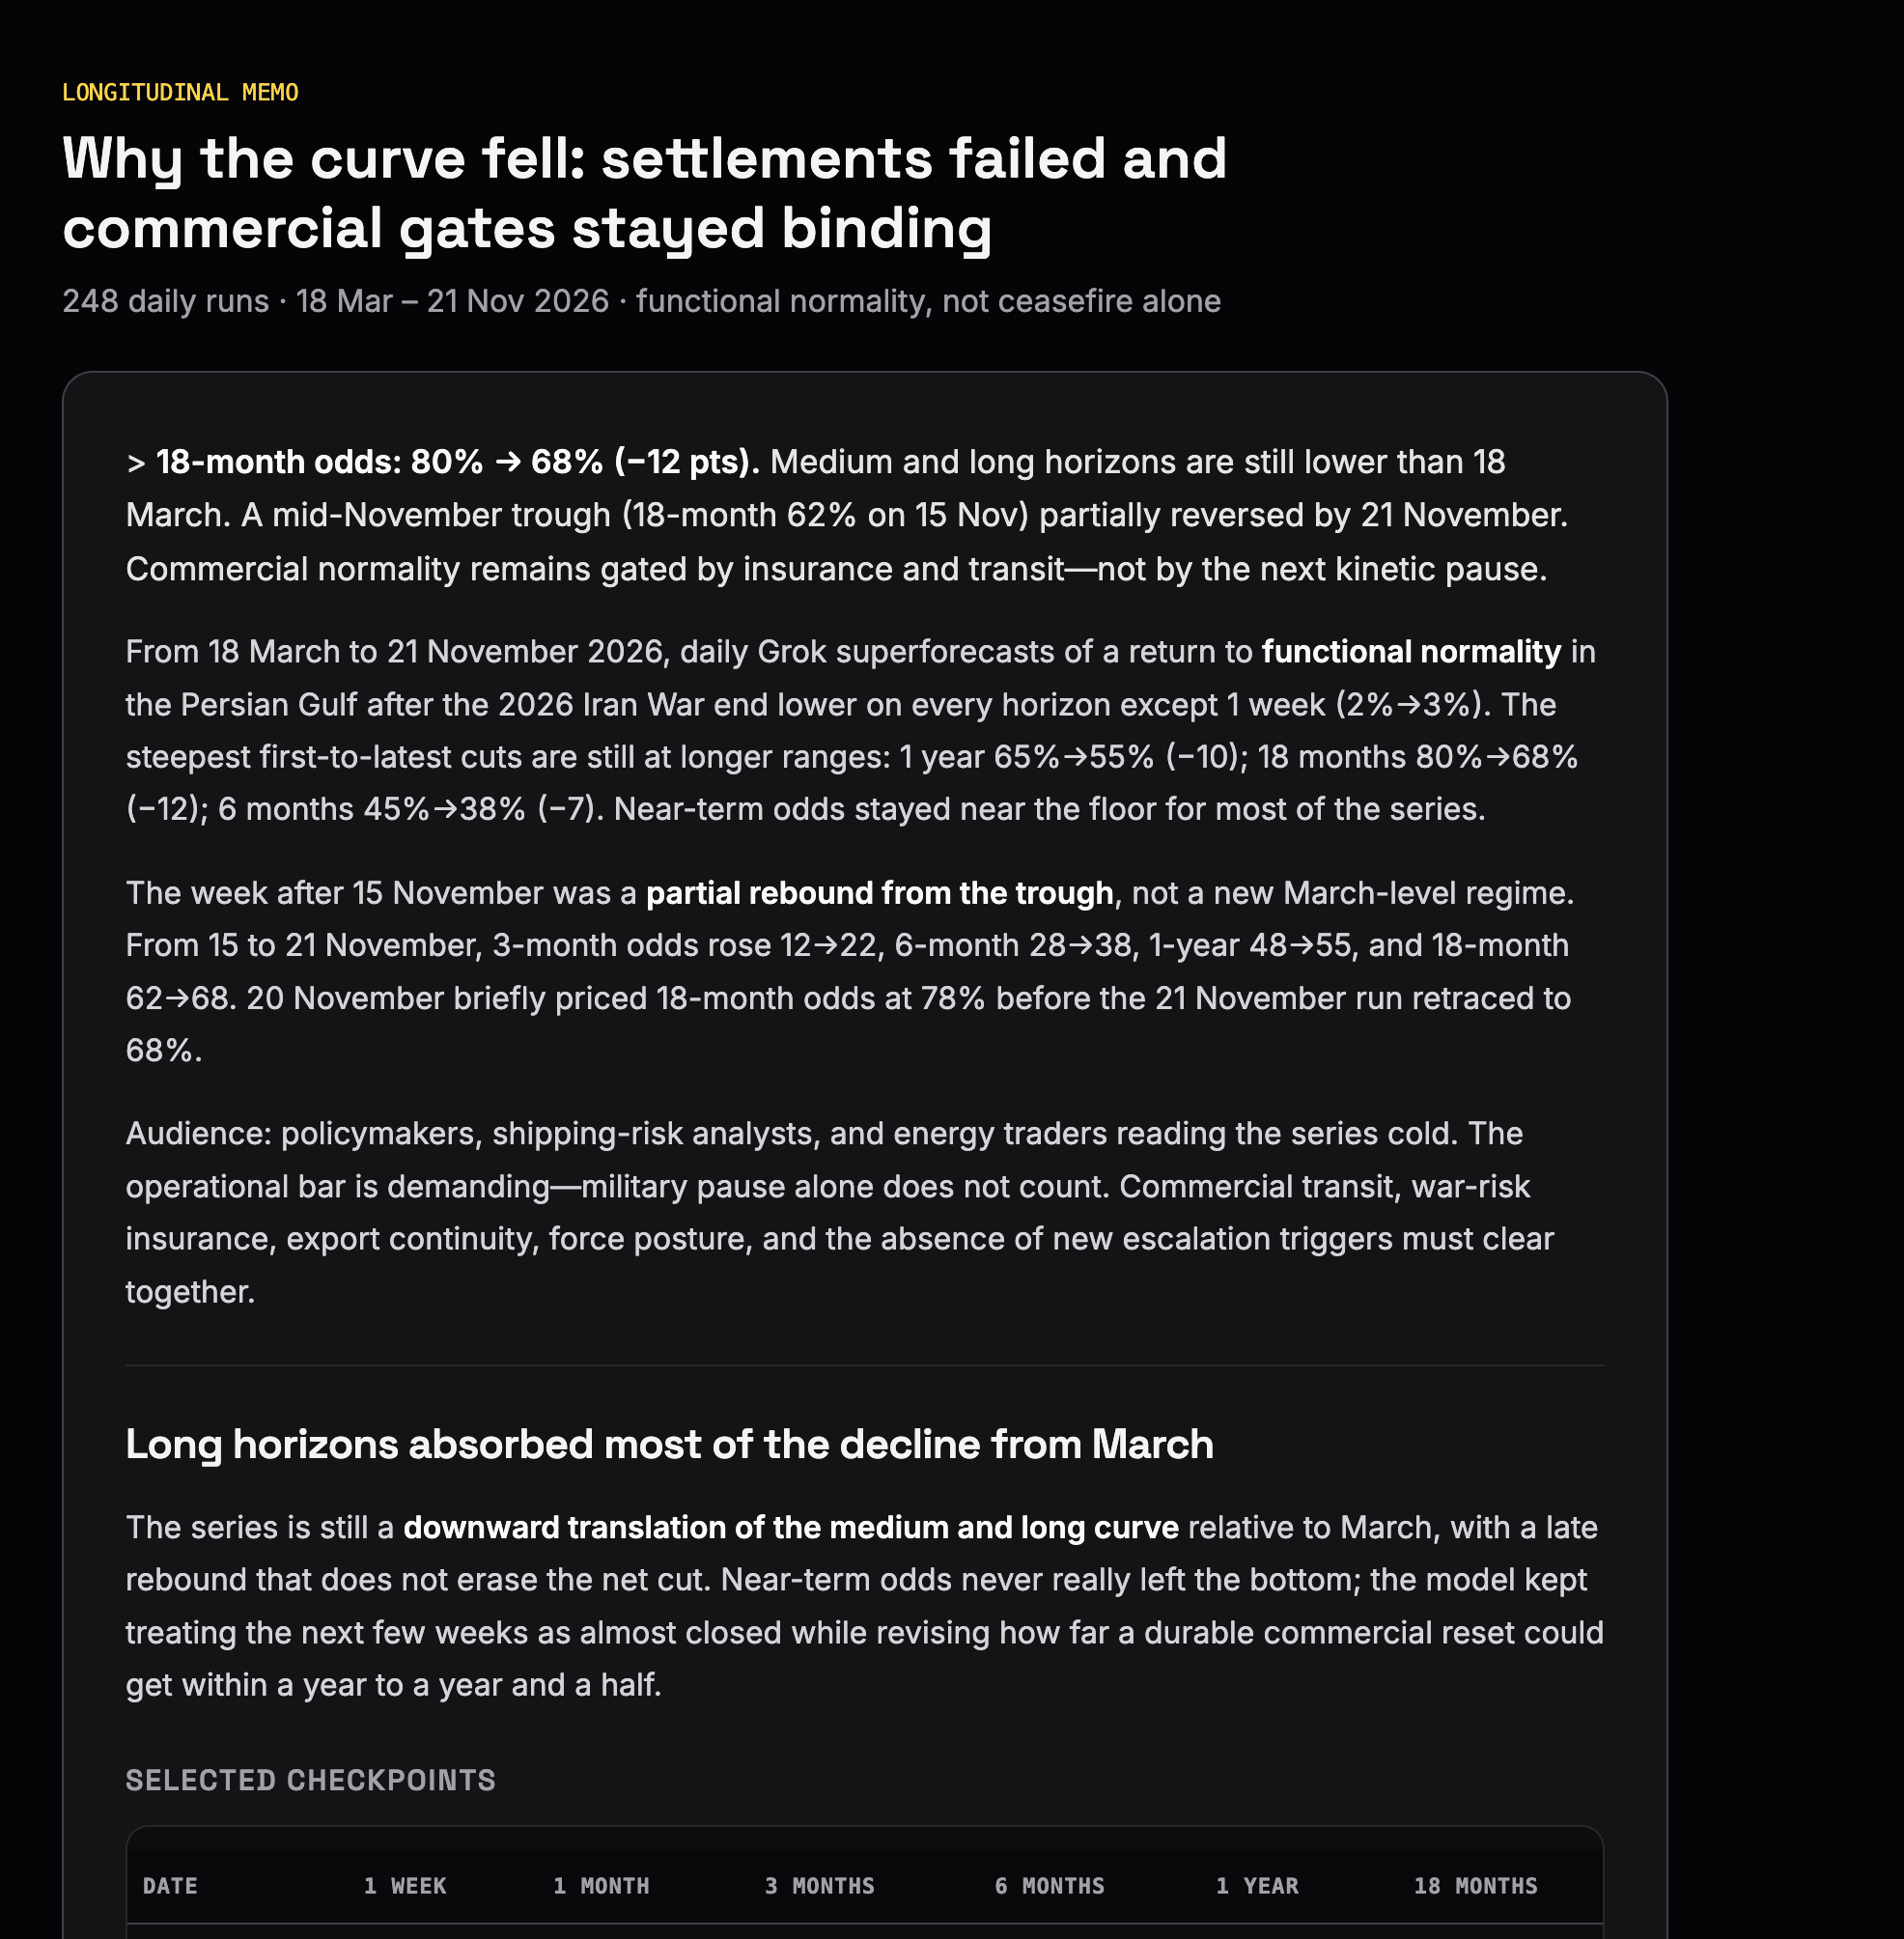 LONGITUDINAL MEMO
Why the curve fell: settlements failed and
commercial gates stayed binding
248 daily runs · 18 Mar – 21 Nov 2026 · functional normality, not ceasefire alone
> 18-month odds: 80% → 68% (−12 pts). Medium and long horizons are still lower than 18
March. A mid-November trough (18-month 62% on 15 Nov) partially reversed by 21 November.
Commercial normality remains gated by insurance and transit—not by the next kinetic pause.
From 18 March to 21 November 2026, daily Grok superforecasts of a return to functional normality in
the Persian Gulf after the 2026 Iran War end lower on every horizon except 1 week (2%→3%). The
steepest first-to-latest cuts are still at longer ranges: 1 year 65%→55% (−10); 18 months 80%→68%
(−12); 6 months 45%→38% (−7). Near-term odds stayed near the floor for most of the series.
The week after 15 November was a partial rebound from the trough, not a new March-level regime.
From 15 to 21 November, 3-month odds rose 12→22, 6-month 28→38, 1-year 48→55, and 18-month
62→68. 20 November briefly priced 18-month odds at 78% before the 21 November run retraced to
68%.
Audience: policymakers, shipping-risk analysts, and energy traders reading the series cold. The
operational bar is demanding—military pause alone does not count. Commercial transit, war-risk
insurance, export continuity, force posture, and the absence of new escalation triggers must clear
together.
Long horizons absorbed most of the decline from March
The series is still a downward translation of the medium and long curve relative to March, with a late
rebound that does not erase the net cut. Near-term odds never really left the bottom; the model kept
treating the next few weeks as almost closed while revising how far a durable commercial reset could
get within a year to a year and a half.
SELECTED CHECKPOINTS
DATE 1 WEEK 1 MONTH 3 MONTHS 6 MONTHS 1 YEAR 18 MONTHS